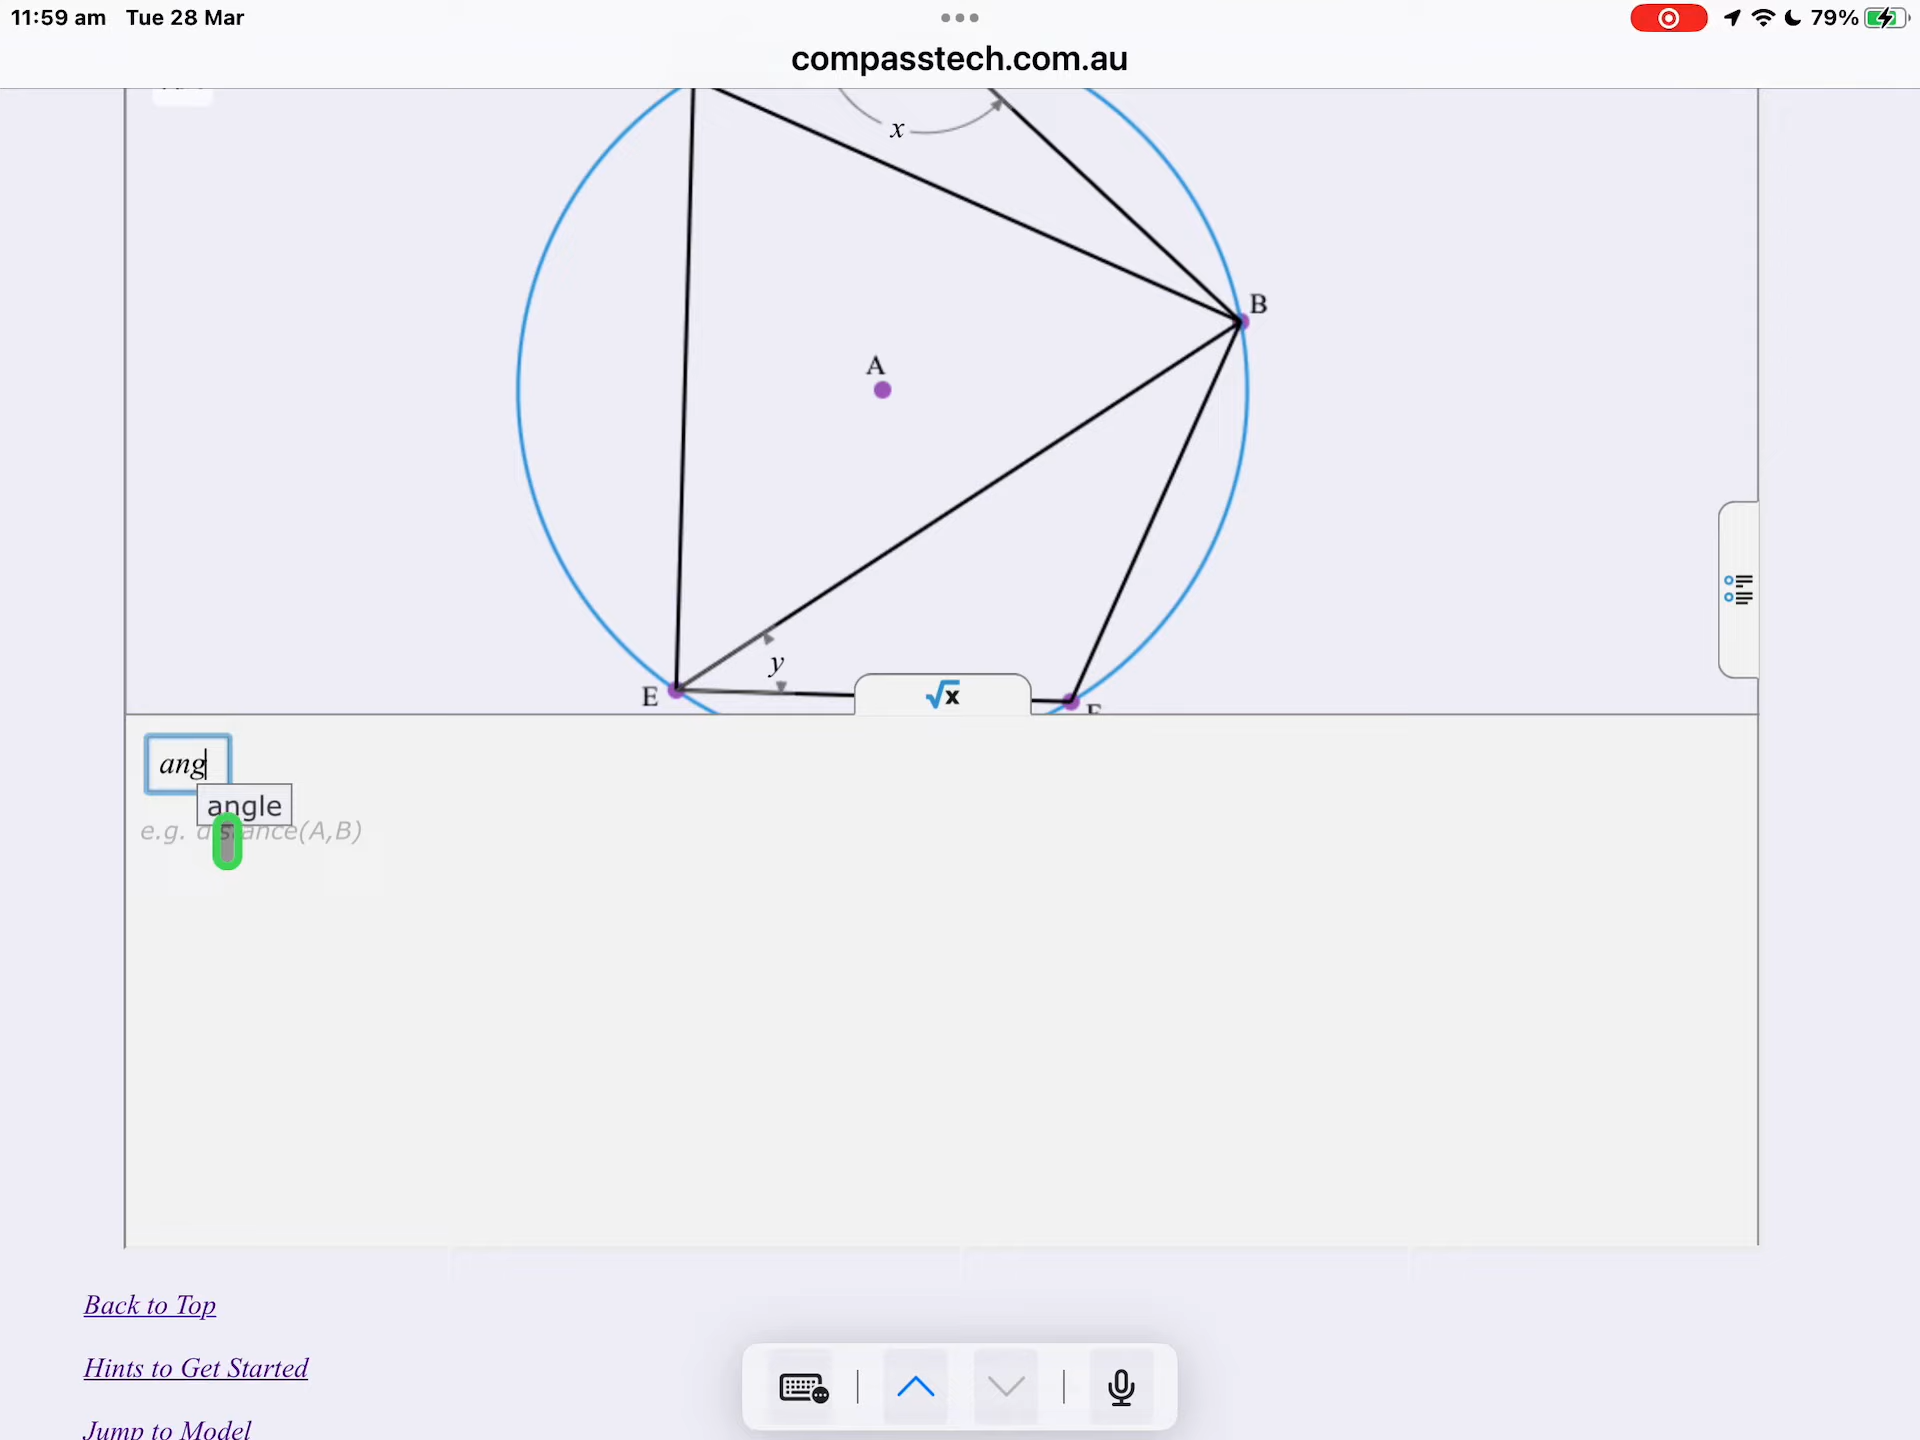 11:59 am Tue 28 Mar
79%
compasstech.com.au
x
B
A
y
E
√x
ang
angle
e.g. distance(A,B)
Back to Top
Hints to Get Started
Jump to Model